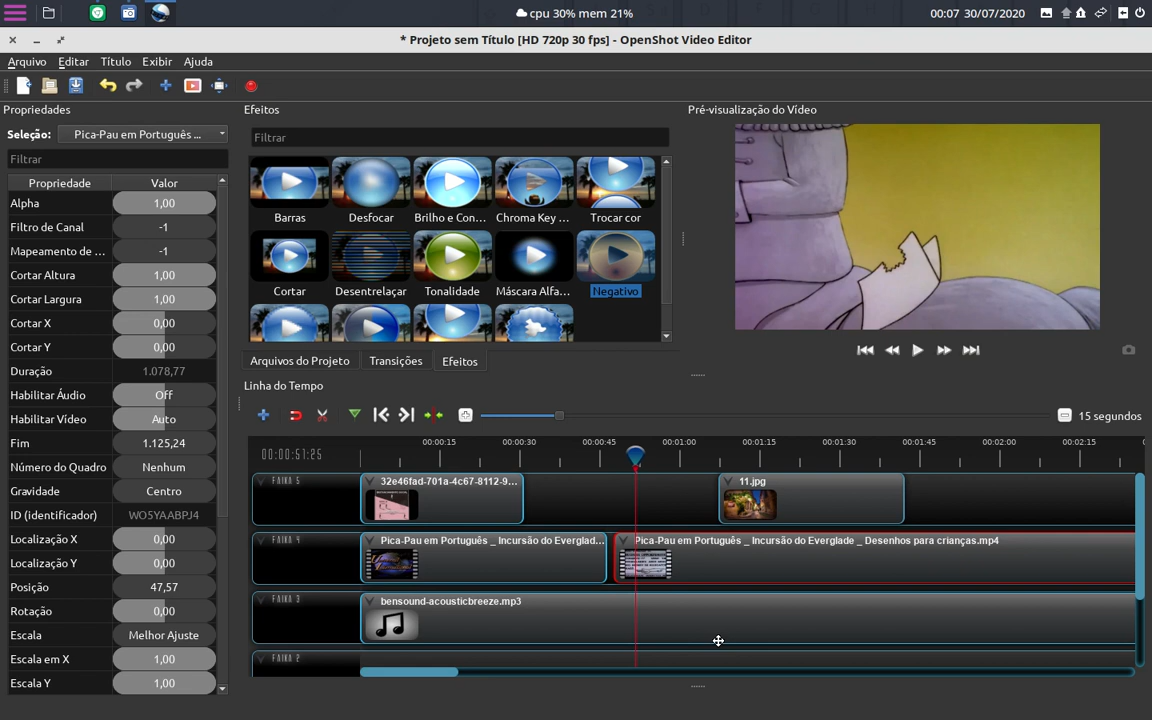 cpu 30% mem 21%
00:07 30/07/2020
* Projeto sem Título [HD 720p 30 fps] - OpenShot Video Editor
Arquivo Editar Título Exibir Ajuda
Propriedades
Seleção: Pica-Pau em Português ...
Filtrar
Propriedade Valor
Alpha 1,00
Filtro de Canal -1
Mapeamento de ... -1
Cortar Altura 1,00
Cortar Largura 1,00
Cortar X 0,00
Cortar Y 0,00
Duração 1.078,77
Habilitar Áudio Off
Habilitar Vídeo Auto
Fim 1.125,24
Número do Quadro Nenhum
Gravidade Centro
ID (identificador) WO5YAABPJ4
Localização X 0,00
Localização Y 0,00
Posição 47,57
Rotação 0,00
Escala Melhor Ajuste
Escala em X 1,00
Escala Y 1,00
Efeitos
Filtrar
Barras Desfocar Brilho e Con... Chroma Key ... Trocar cor
Cortar Desentrelaçar Tonalidade Máscara Alfa... Negativo
Arquivos do Projeto Transições Efeitos
Pré-visualização do Vídeo
Linha do Tempo
15 segundos
00:00:51:25
00:00:15 00:00:30 00:00:45 00:01:00 00:01:15 00:01:30 00:01:45 00:02:00 00:02:15
FAIXA 5
32e46fad-701a-4c67-8112-9...
11.jpg
FAIXA 4
Pica-Pau em Português _ Incursão do Everglad...
Pica-Pau em Português _ Incursão do Everglade _ Desenhos para crianças.mp4
FAIXA 3
bensound-acousticbreeze.mp3
FAIXA 2